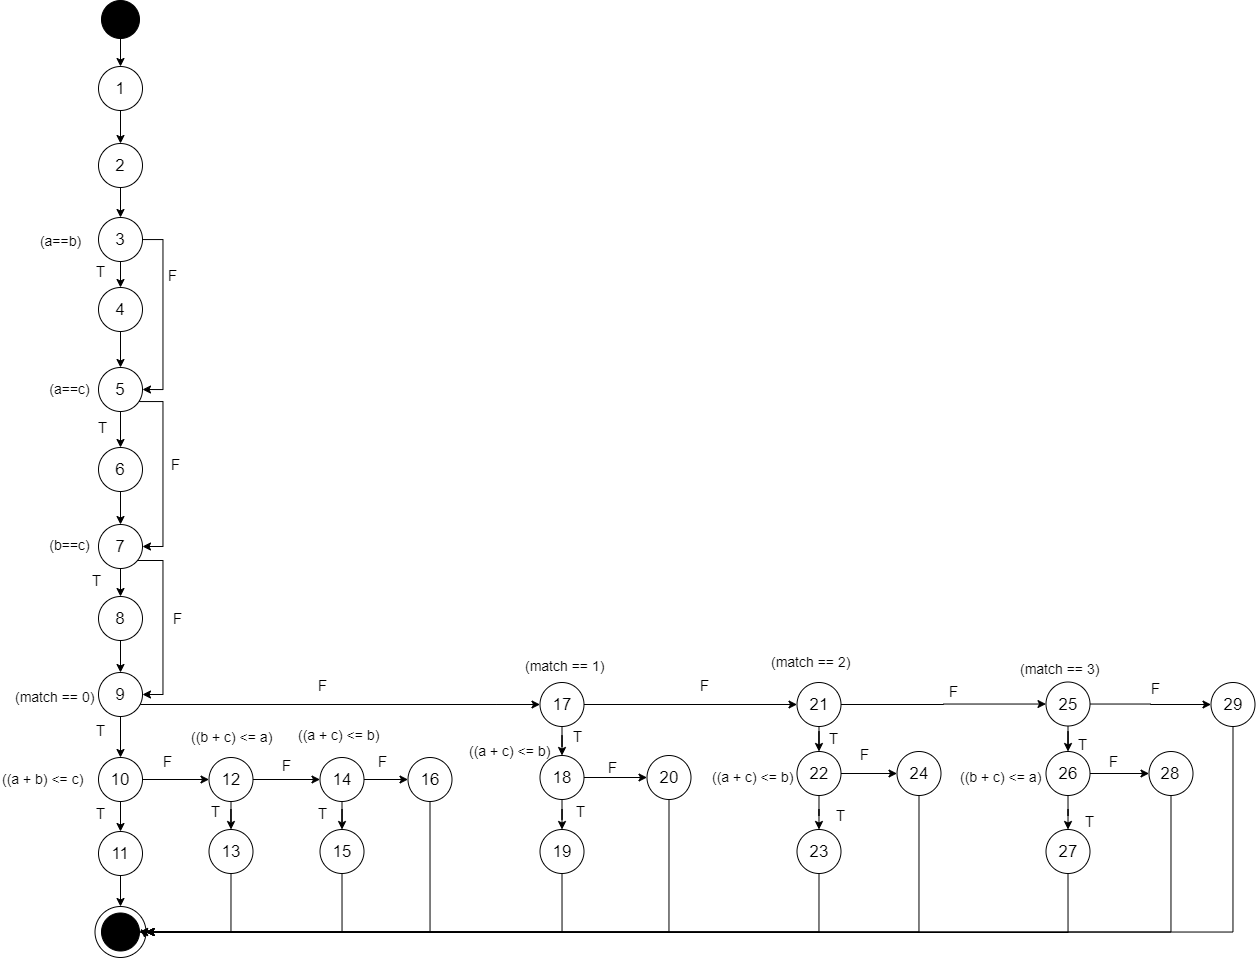 1
2
(a==b)
3
T
F
4
(a==c)
5
T
F
6
(b==c)
7
T
F
8
(match == 0)
9
F
(match == 1)
17
F
(match == 2)
21
F
(match == 3)
25
F
29
T
((b + c) <= a)
((a + c) <= b)
T
T
T
((a + b) <= c)
10
F
12
F
14
F
16
((a + c) <= b)
18
F
20
((a + c) <= b)
22
F
24
((b + c) <= a)
26
F
28
T
T
T
T
T
T
11
13
15
19
23
27